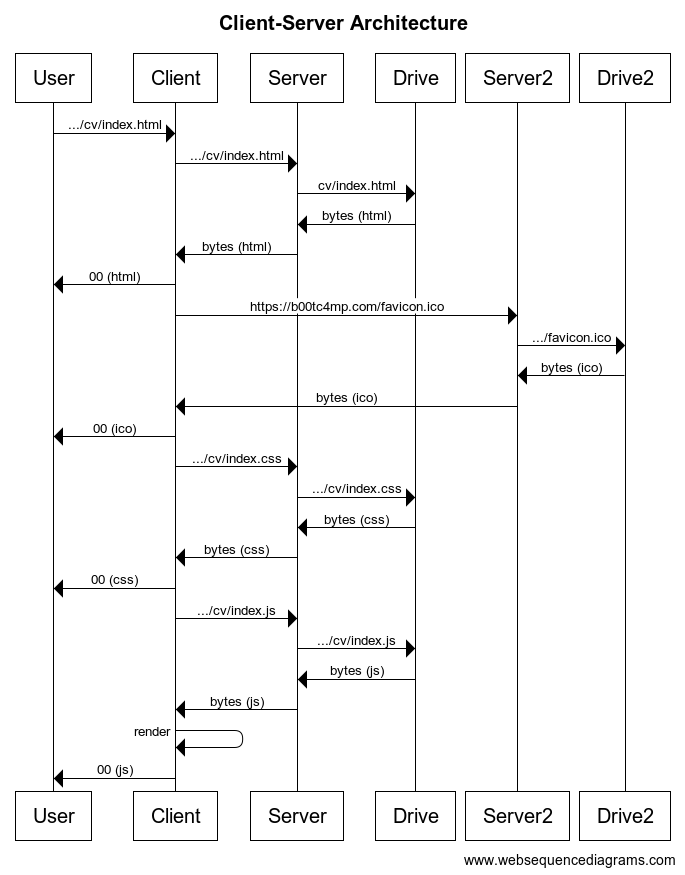 Client-Server Architecture
User Client Server Drive Server2 Drive2
.../cv/index.html
.../cv/index.html
cv/index.html
bytes (html)
bytes (html)
00 (html)
https://b00tc4mp.com/favicon.ico
.../favicon.ico
bytes (ico)
bytes (ico)
00 (ico)
.../cv/index.css
.../cv/index.css
bytes (css)
bytes (css)
00 (css)
.../cv/index.js
.../cv/index.js
bytes (js)
bytes (js)
render
00 (js)
User Client Server Drive Server2 Drive2
www.websequencediagrams.com